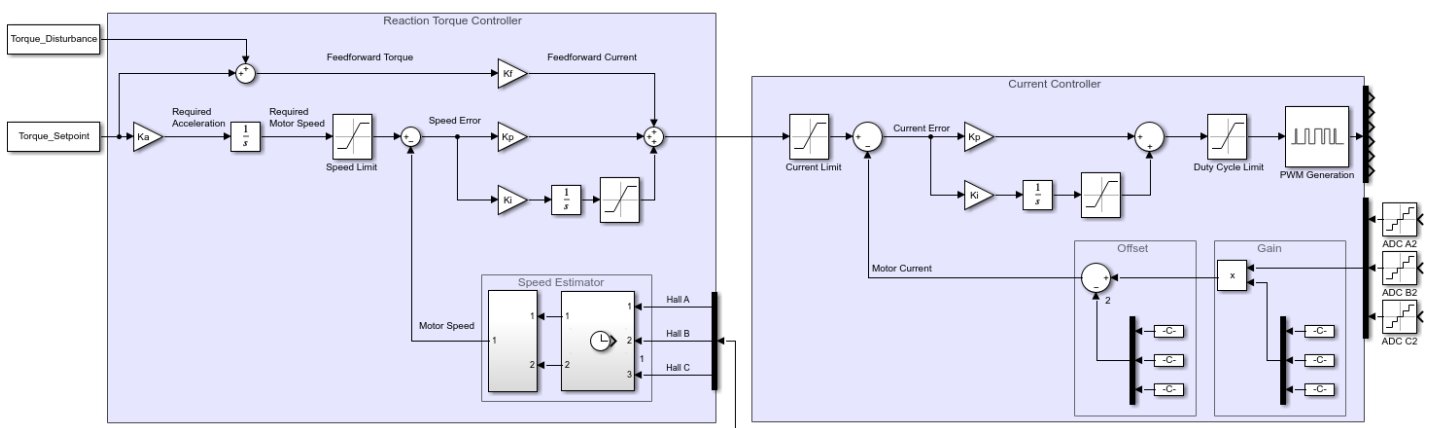 Reaction Torque Controller
Torque_Disturbance
Feedforward Torque
Feedforward Current
Kf
Torque_Setpoint
Ka
Required
Acceleration
1
s
Required
Motor Speed
Speed Limit
Speed Error
Kp
Ki
1
s
Speed Estimator
Motor Speed
1
1
2
1
2
1
2
3
1
Hall A
Hall B
Hall C
Current Controller
Current Limit
Current Error
Kp
Ki
1
s
Duty Cycle Limit
PWM Generation
Motor Current
Offset
2
-C-
-C-
-C-
Gain
x
-C-
-C-
-C-
ADC A2
ADC B2
ADC C2